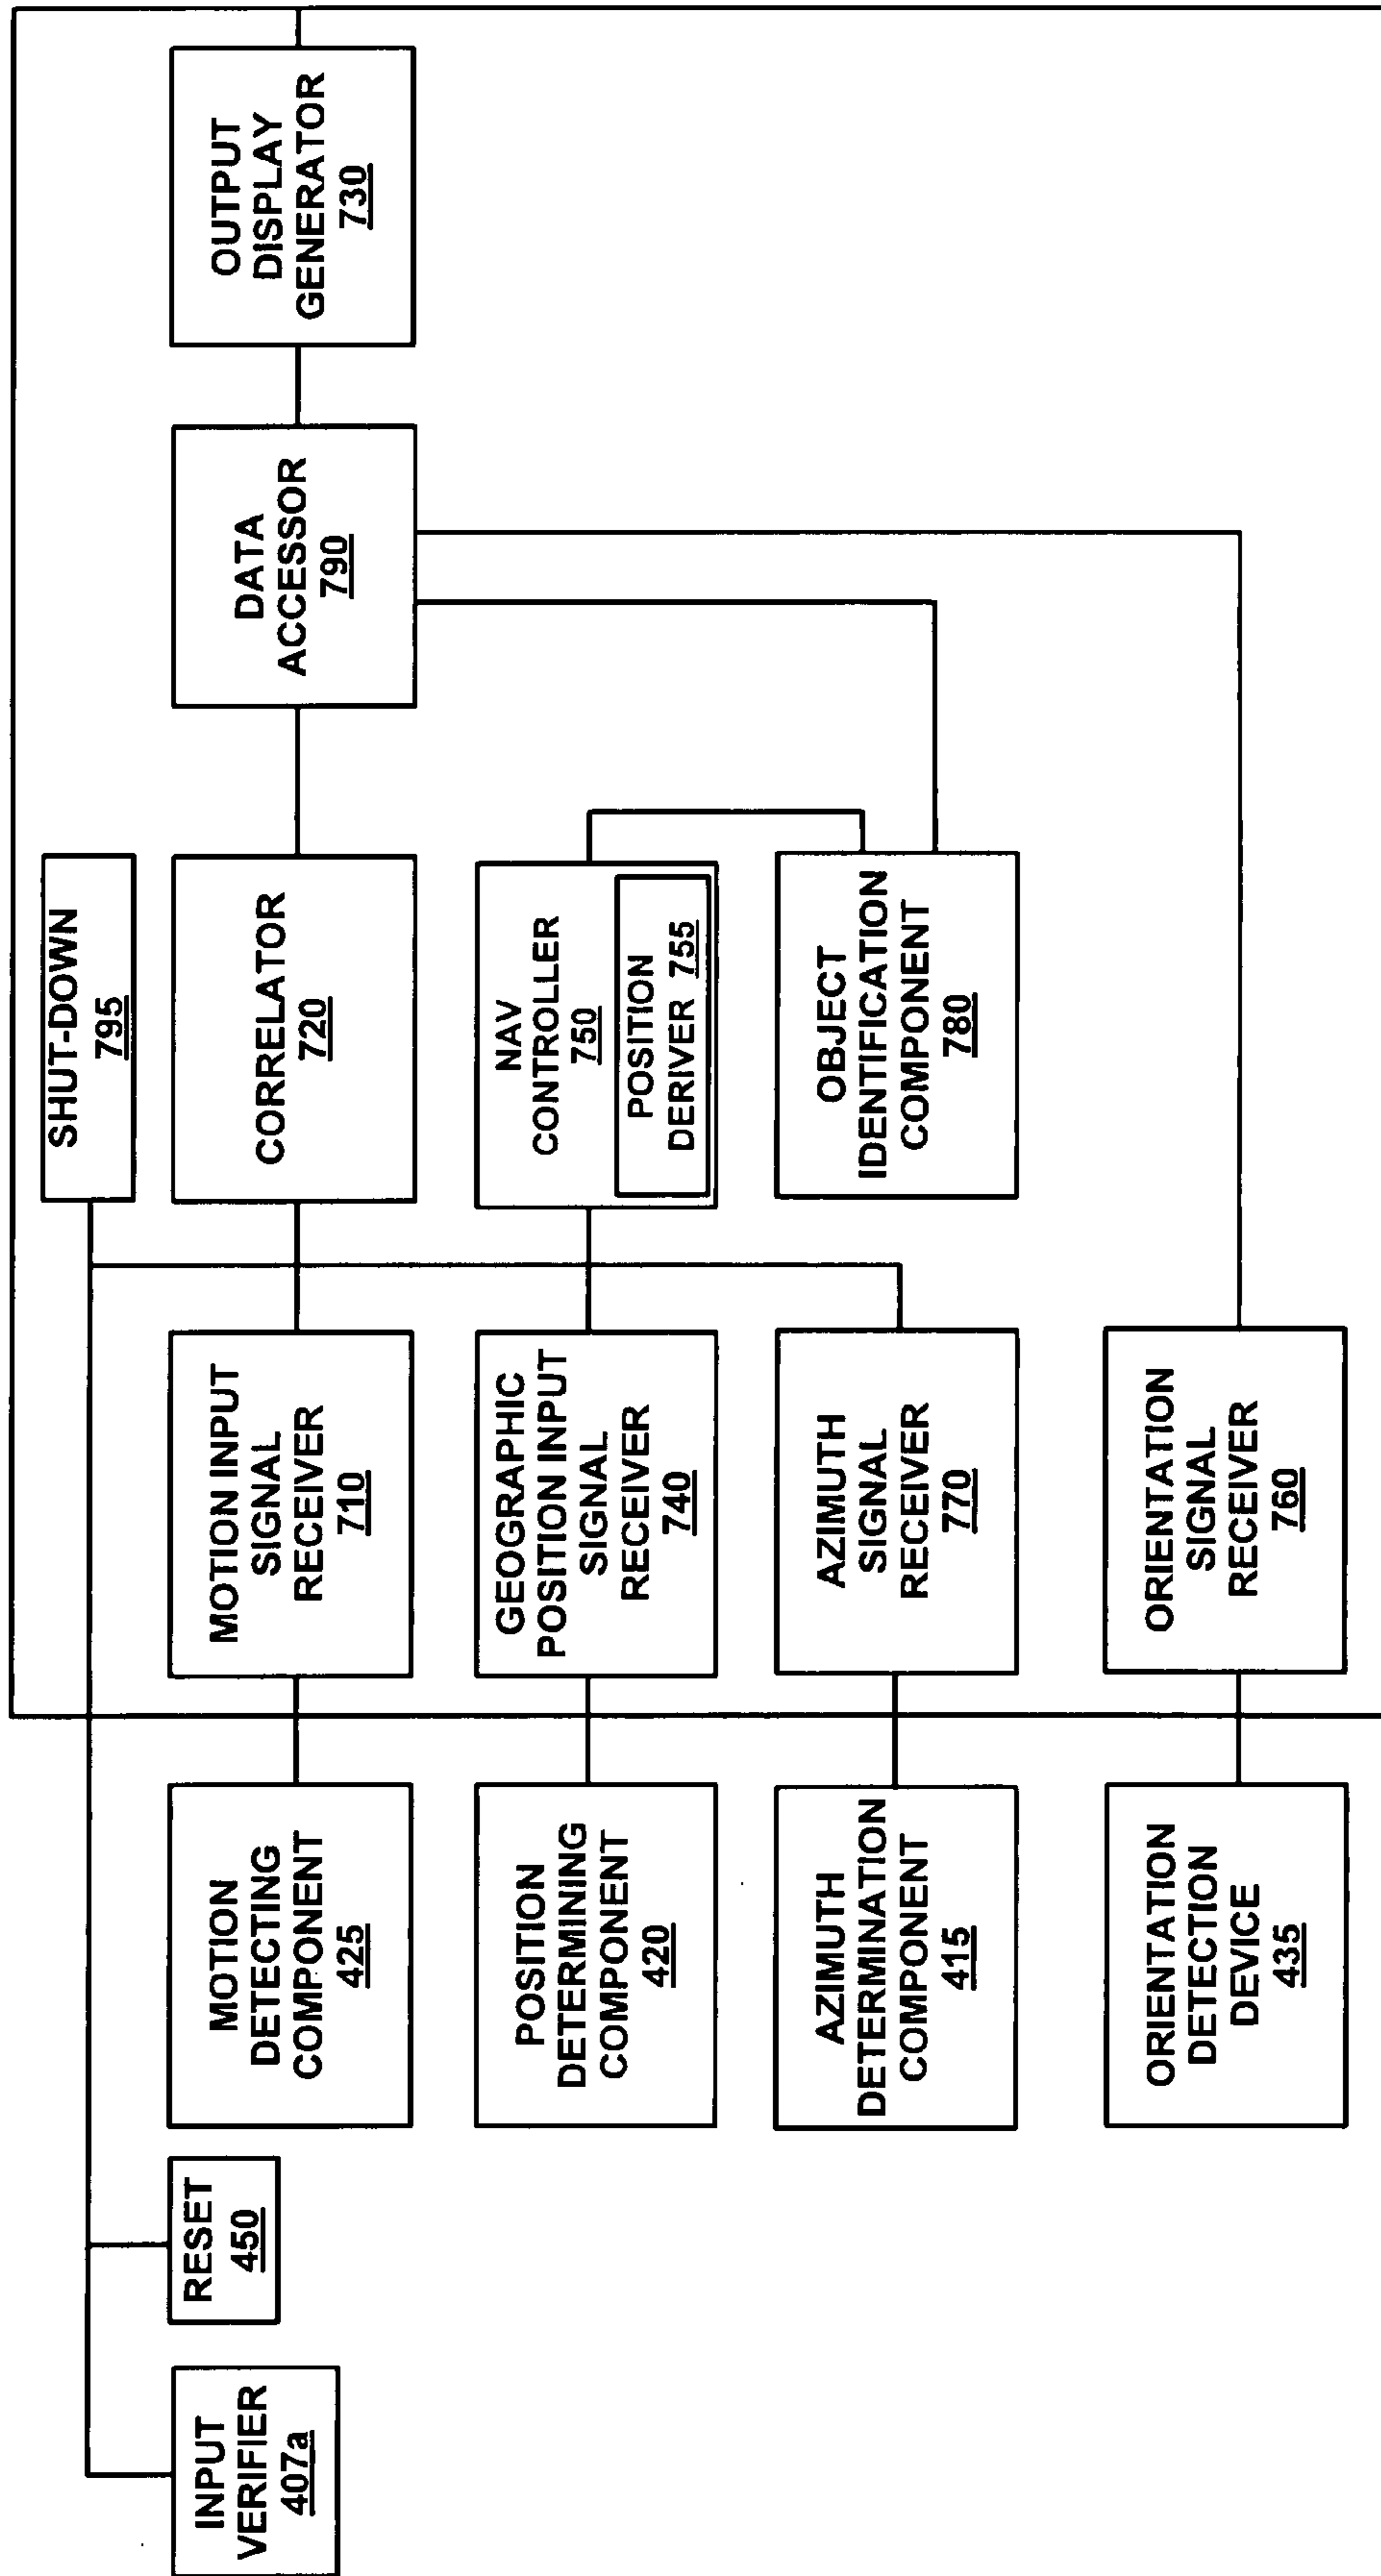 SHUT-DOWN
795
INPUT
VERIFIER
407a
RESET
450
MOTION
DETECTING
COMPONENT
425
MOTION INPUT
SIGNAL
RECEIVER
710
CORRELATOR
720
DATA
ACCESSOR
790
OUTPUT
DISPLAY
GENERATOR
730
POSITION
DETERMINING
COMPONENT
420
GEOGRAPHIC
POSITION INPUT
SIGNAL
RECEIVER
740
NAV
CONTROLLER
750
POSITION
DERIVER 755
AZIMUTH
DETERMINATION
COMPONENT
415
AZIMUTH
SIGNAL
RECEIVER
770
OBJECT
IDENTIFICATION
COMPONENT
780
ORIENTATION
DETECTION
DEVICE
435
ORIENTATION
SIGNAL
RECEIVER
760